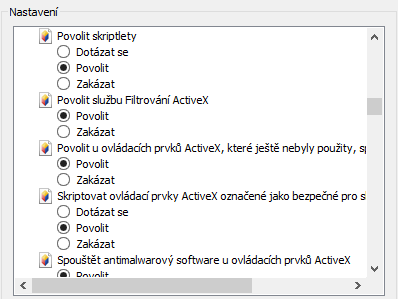 Nastavení
Povolit skriptlety
Dotázat se
Povolit
Zakázat
Povolit službu Filtrování ActiveX
Povolit
Zakázat
Povolit u ovládacích prvků ActiveX, které ještě nebyly použity, sp
Povolit
Zakázat
Skriptovat ovládací prvky ActiveX označené jako bezpečné pro sk
Dotázat se
Povolit
Zakázat
Spouštět antimalwarový software u ovládacích prvků ActiveX
Povolit